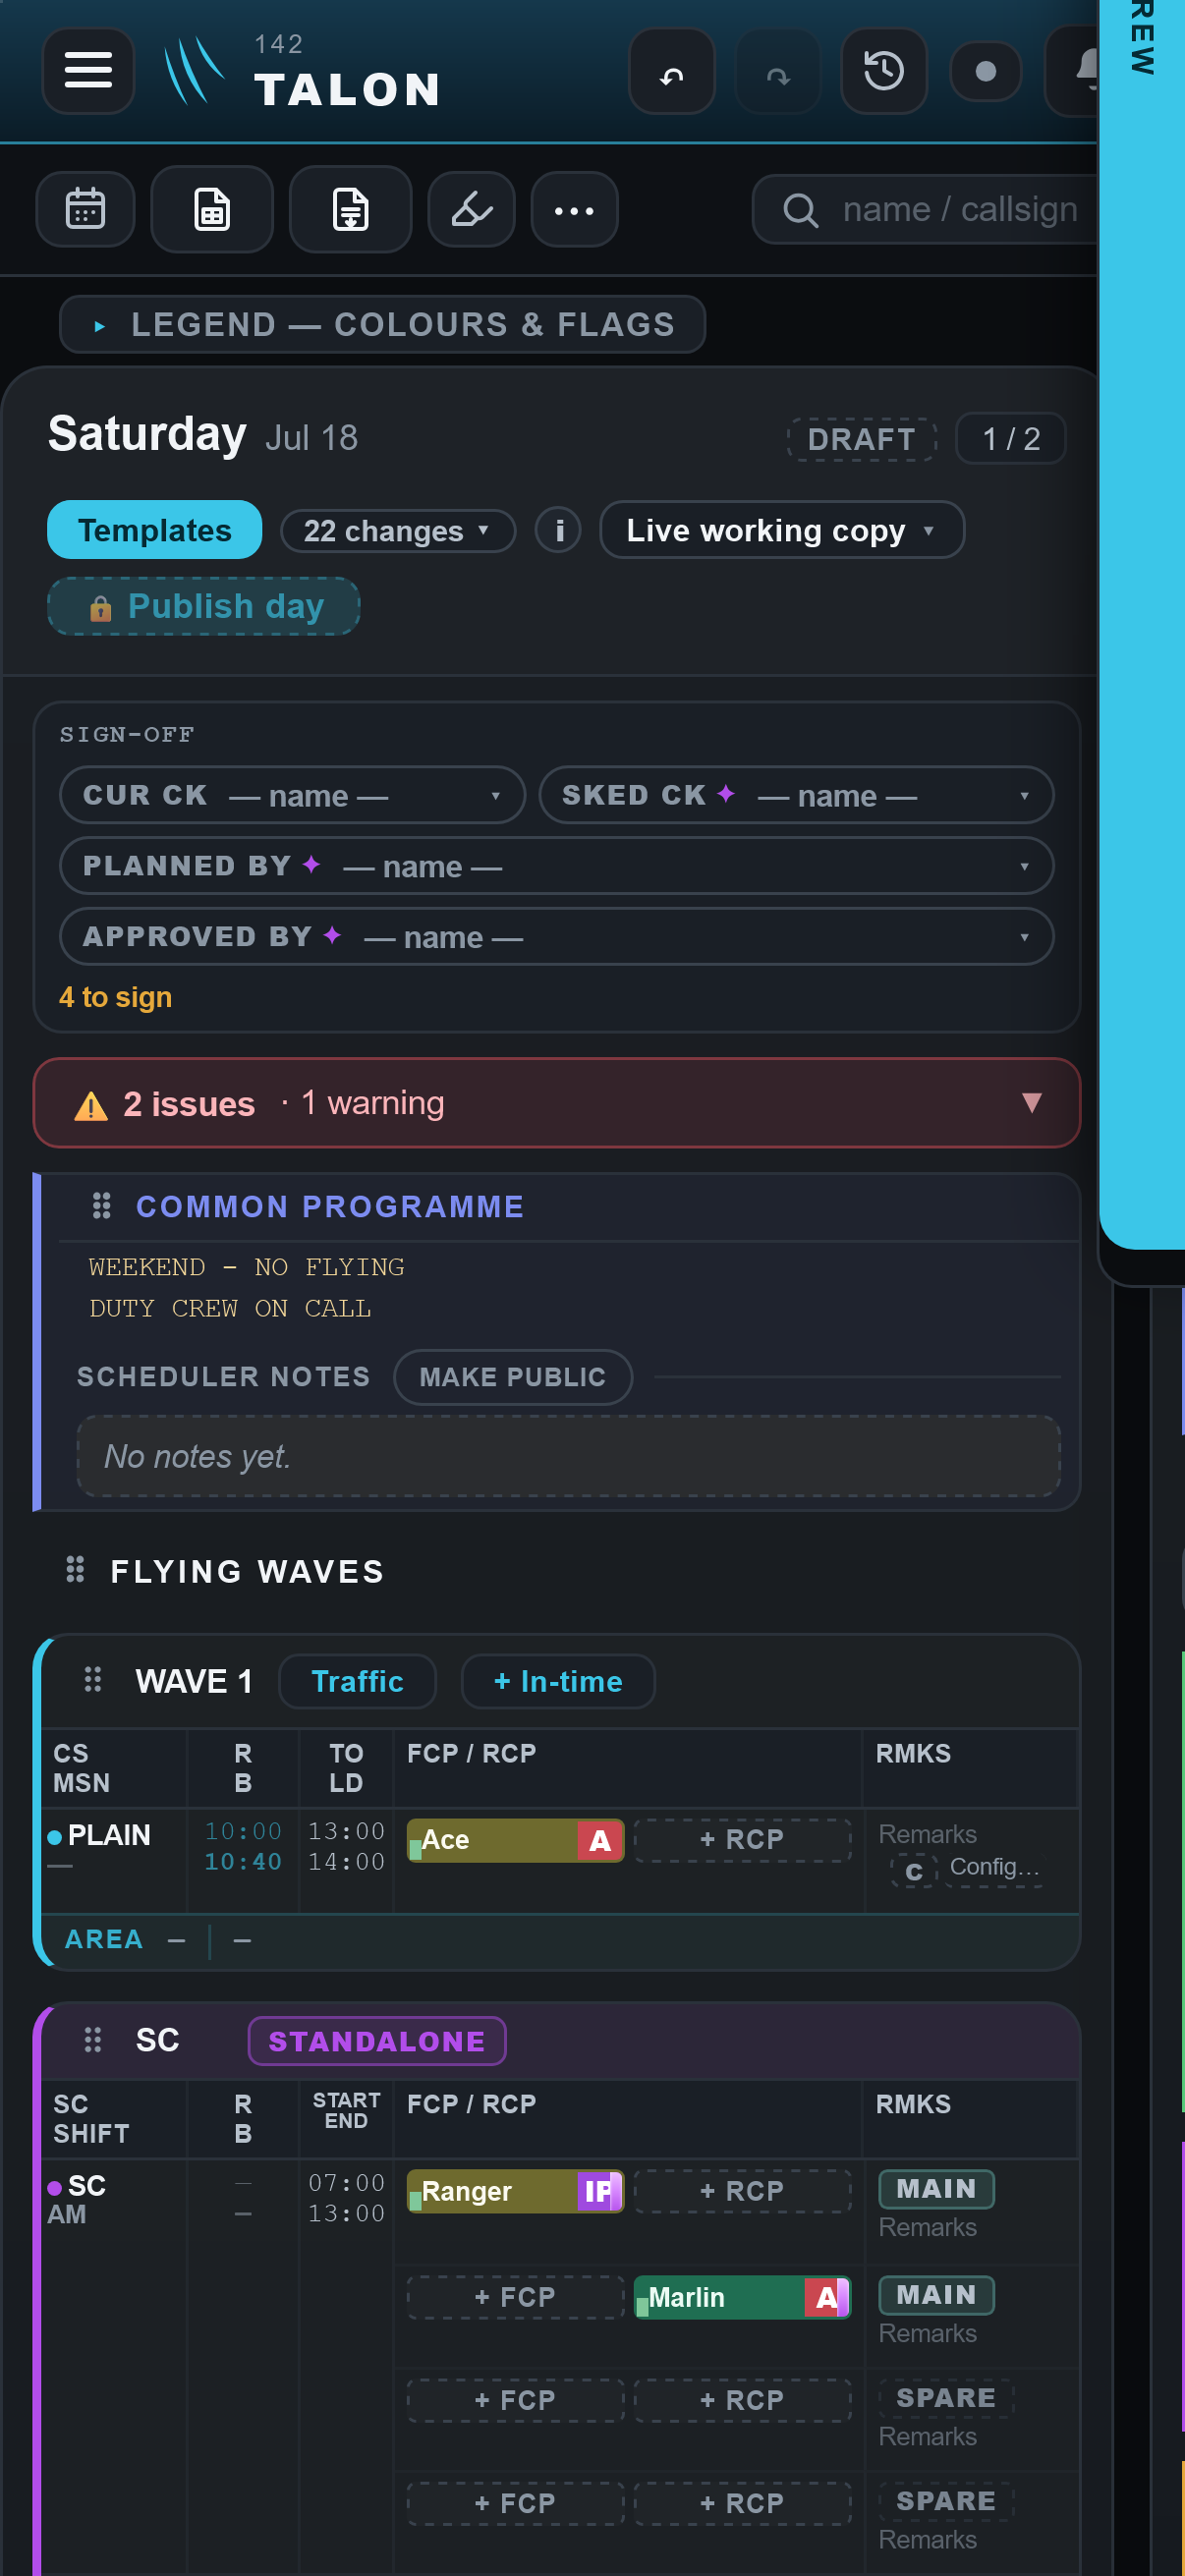 142
TALON
REW
name / callsign
LEGEND — COLOURS & FLAGS
Saturday Jul 18
DRAFT
1 / 2
Templates
22 changes
i
Live working copy
Publish day
SIGN-OFF
CUR CK — name —
SKED CK — name —
PLANNED BY — name —
APPROVED BY — name —
4 to sign
2 issues · 1 warning
COMMON PROGRAMME
WEEKEND – NO FLYING
DUTY CREW ON CALL
SCHEDULER NOTES
MAKE PUBLIC
No notes yet.
FLYING WAVES
WAVE 1
Traffic
+ In-time
CS
MSN
R
B
TO
LD
FCP / RCP
RMKS
PLAIN
—
10:00
10:40
13:00
14:00
Ace A
+ RCP
Remarks
C Config…
AREA – | –
SC
STANDALONE
SC
SHIFT
R
B
START
END
FCP / RCP
RMKS
SC
AM
—
—
07:00
13:00
Ranger IP
+ RCP
MAIN
Remarks
+ FCP
Marlin A
MAIN
Remarks
+ FCP
+ RCP
SPARE
Remarks
+ FCP
+ RCP
SPARE
Remarks